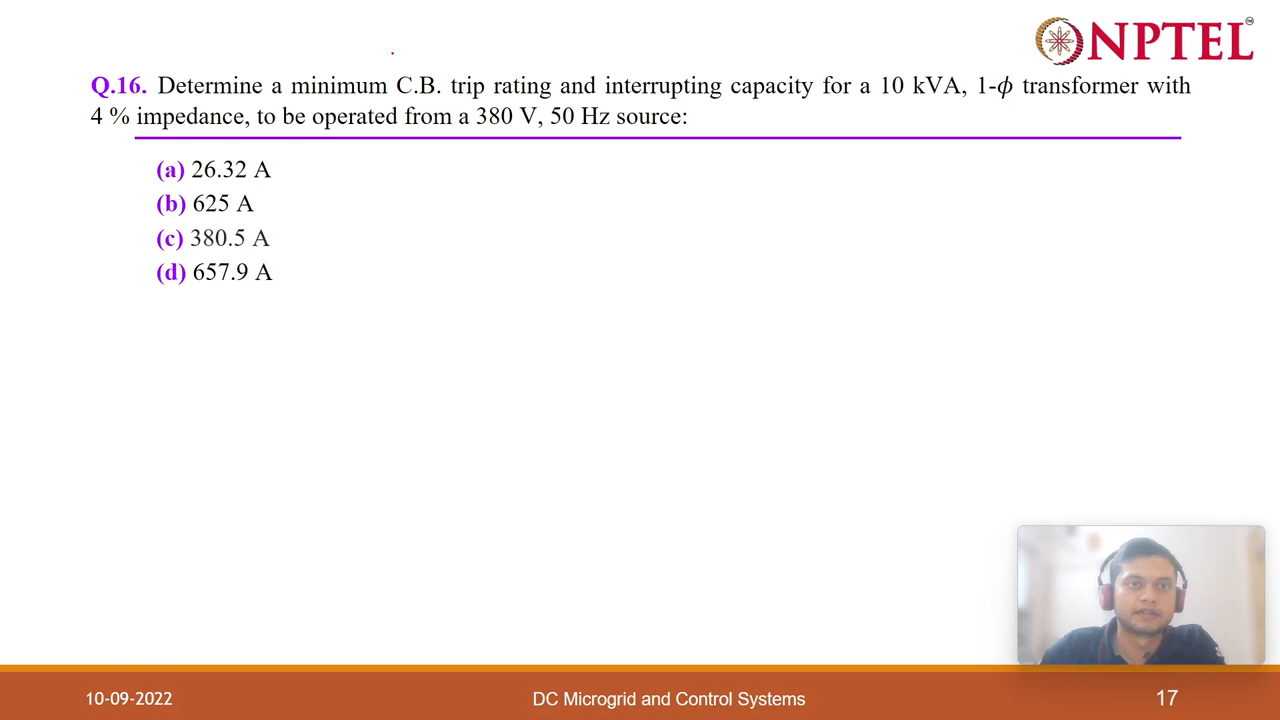 NPTEL
Q.16. Determine a minimum C.B. trip rating and interrupting capacity for a 10 kVA, 1-ϕ transformer with
4 % impedance, to be operated from a 380 V, 50 Hz source:
(a) 26.32 A
(b) 625 A
(c) 380.5 A
(d) 657.9 A
10-09-2022
DC Microgrid and Control Systems
17